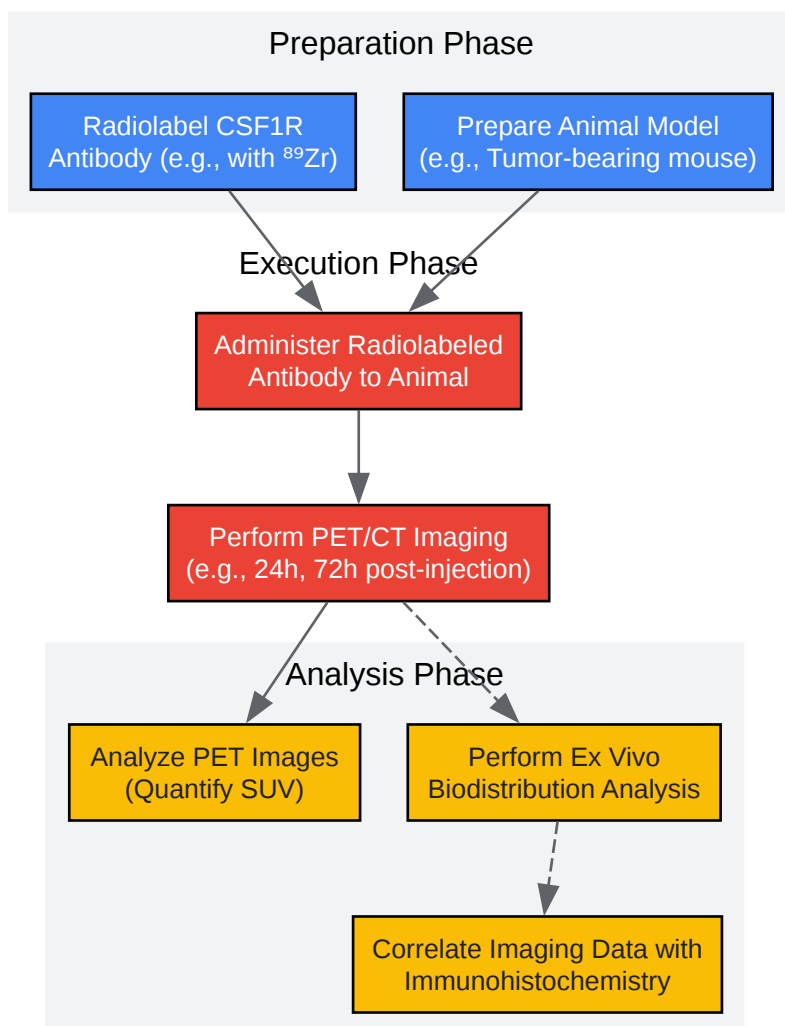 Preparation Phase
Radiolabel CSF1R
Antibody (e.g., with ⁸⁹Zr)
Prepare Animal Model
(e.g., Tumor-bearing mouse)
Execution Phase
Administer Radiolabeled
Antibody to Animal
Perform PET/CT Imaging
(e.g., 24h, 72h post-injection)
Analysis Phase
Analyze PET Images
(Quantify SUV)
Perform Ex Vivo
Biodistribution Analysis
Correlate Imaging Data with
Immunohistochemistry